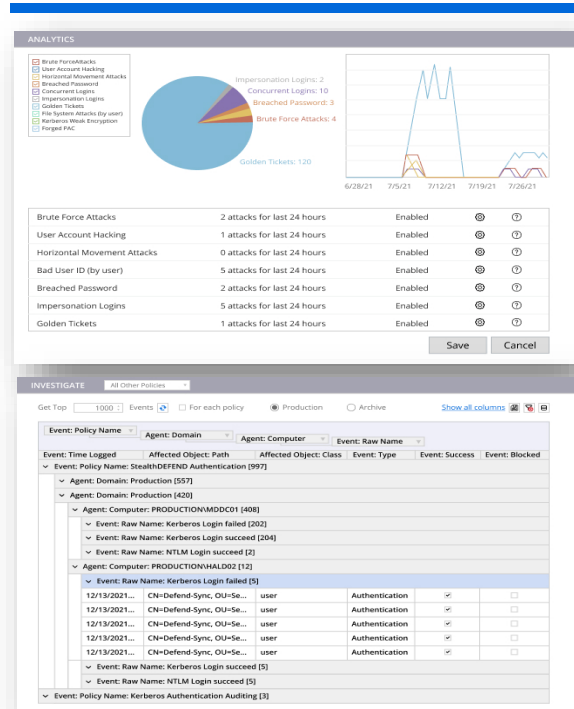 ANALYTICS
Brute ForceAttacks
User Account Hacking
Horizontal Movement Attacks
Breached Password
Concurrent Logins
Impersonation Logins
Golden Tickets
File System Attacks (by user)
Kerberos Weak Encryption
Forged PAC
Impersonation Logins: 2
Concurrent Logins: 10
Breached Password: 3
Brute Force Attacks: 4
Golden Tickets: 120
6/28/21 7/5/21 7/12/21 7/19/21 7/26/21
Brute Force Attacks 2 attacks for last 24 hours Enabled
User Account Hacking 1 attacks for last 24 hours Enabled
Horizontal Movement Attacks 0 attacks for last 24 hours Enabled
Bad User ID (by user) 5 attacks for last 24 hours Enabled
Breached Password 2 attacks for last 24 hours Enabled
Impersonation Logins 5 attacks for last 24 hours Enabled
Golden Tickets 1 attacks for last 24 hours Enabled
Save Cancel
INVESTIGATE All Other Policies
Get Top 1000 Events For each policy Production Archive Show all columns
Event: Policy Name Agent: Domain Agent: Computer Event: Raw Name
Event: Time Logged Affected Object: Path Affected Object: Class Event: Type Event: Success Event: Blocked
Event: Policy Name: StealthDEFEND Authentication [997]
Agent: Domain: Production [557]
Agent: Domain: Production [420]
Agent: Computer: PRODUCTION\MDDC01 [408]
Event: Raw Name: Kerberos Login failed [202]
Event: Raw Name: Kerberos Login succeed [204]
Event: Raw Name: NTLM Login succeed [2]
Agent: Computer: PRODUCTION\HALD02 [12]
Event: Raw Name: Kerberos Login failed [5]
12/13/2021... CN=Defend-Sync, OU=Se... user Authentication
12/13/2021... CN=Defend-Sync, OU=Se... user Authentication
12/13/2021... CN=Defend-Sync, OU=Se... user Authentication
12/13/2021... CN=Defend-Sync, OU=Se... user Authentication
12/13/2021... CN=Defend-Sync, OU=Se... user Authentication
Event: Raw Name: Kerberos Login succeed [5]
Event: Raw Name: NTLM Login succeed [5]
Event: Policy Name: Kerberos Authentication Auditing [3]